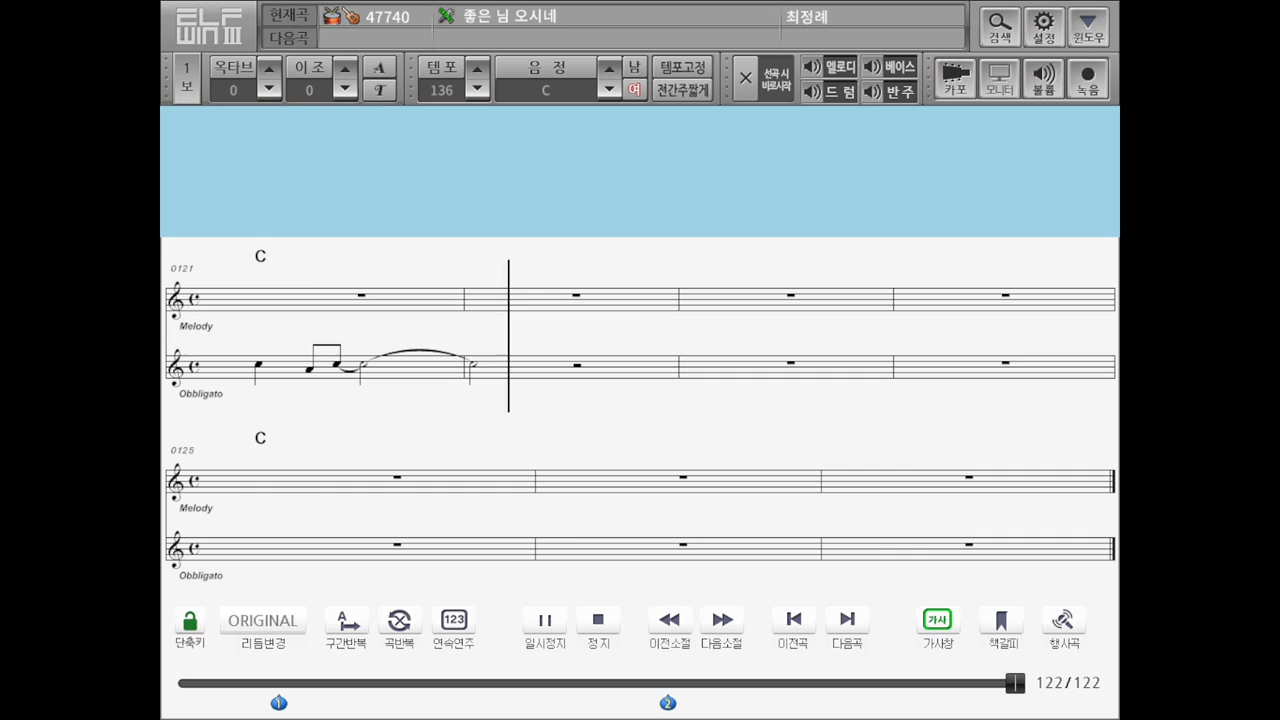 ELF
WIN III
현재곡 47740 좋은 님 오시네 최정례
다음곡
검색 설정 윈도우
1
보
옥타브 이 조 A 템 포 음 정 남 템포고정
0 0 T 136 C 여 전간주짧게
선곡 시
바로시작
멜로디 베이스
드 럼 반 주
카포 모니터 볼륨 녹음
C
0121
Melody
Obbligato
C
0125
Melody
Obbligato
ORIGINAL A 123 가사
단축키 리듬변경 구간반복 곡반복 연속연주 일시정지 정 지 이전소절 다음소절 이전곡 다음곡 가사창 책갈피 행사곡
122/122
1 2